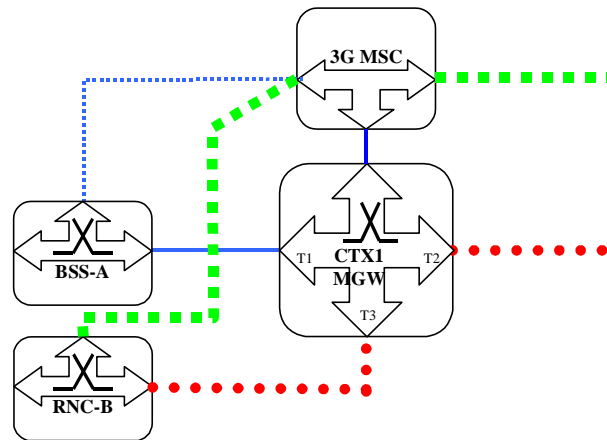 3G MSC
T1
CTX1
MGW
T2
T3
BSS-A
RNC-B